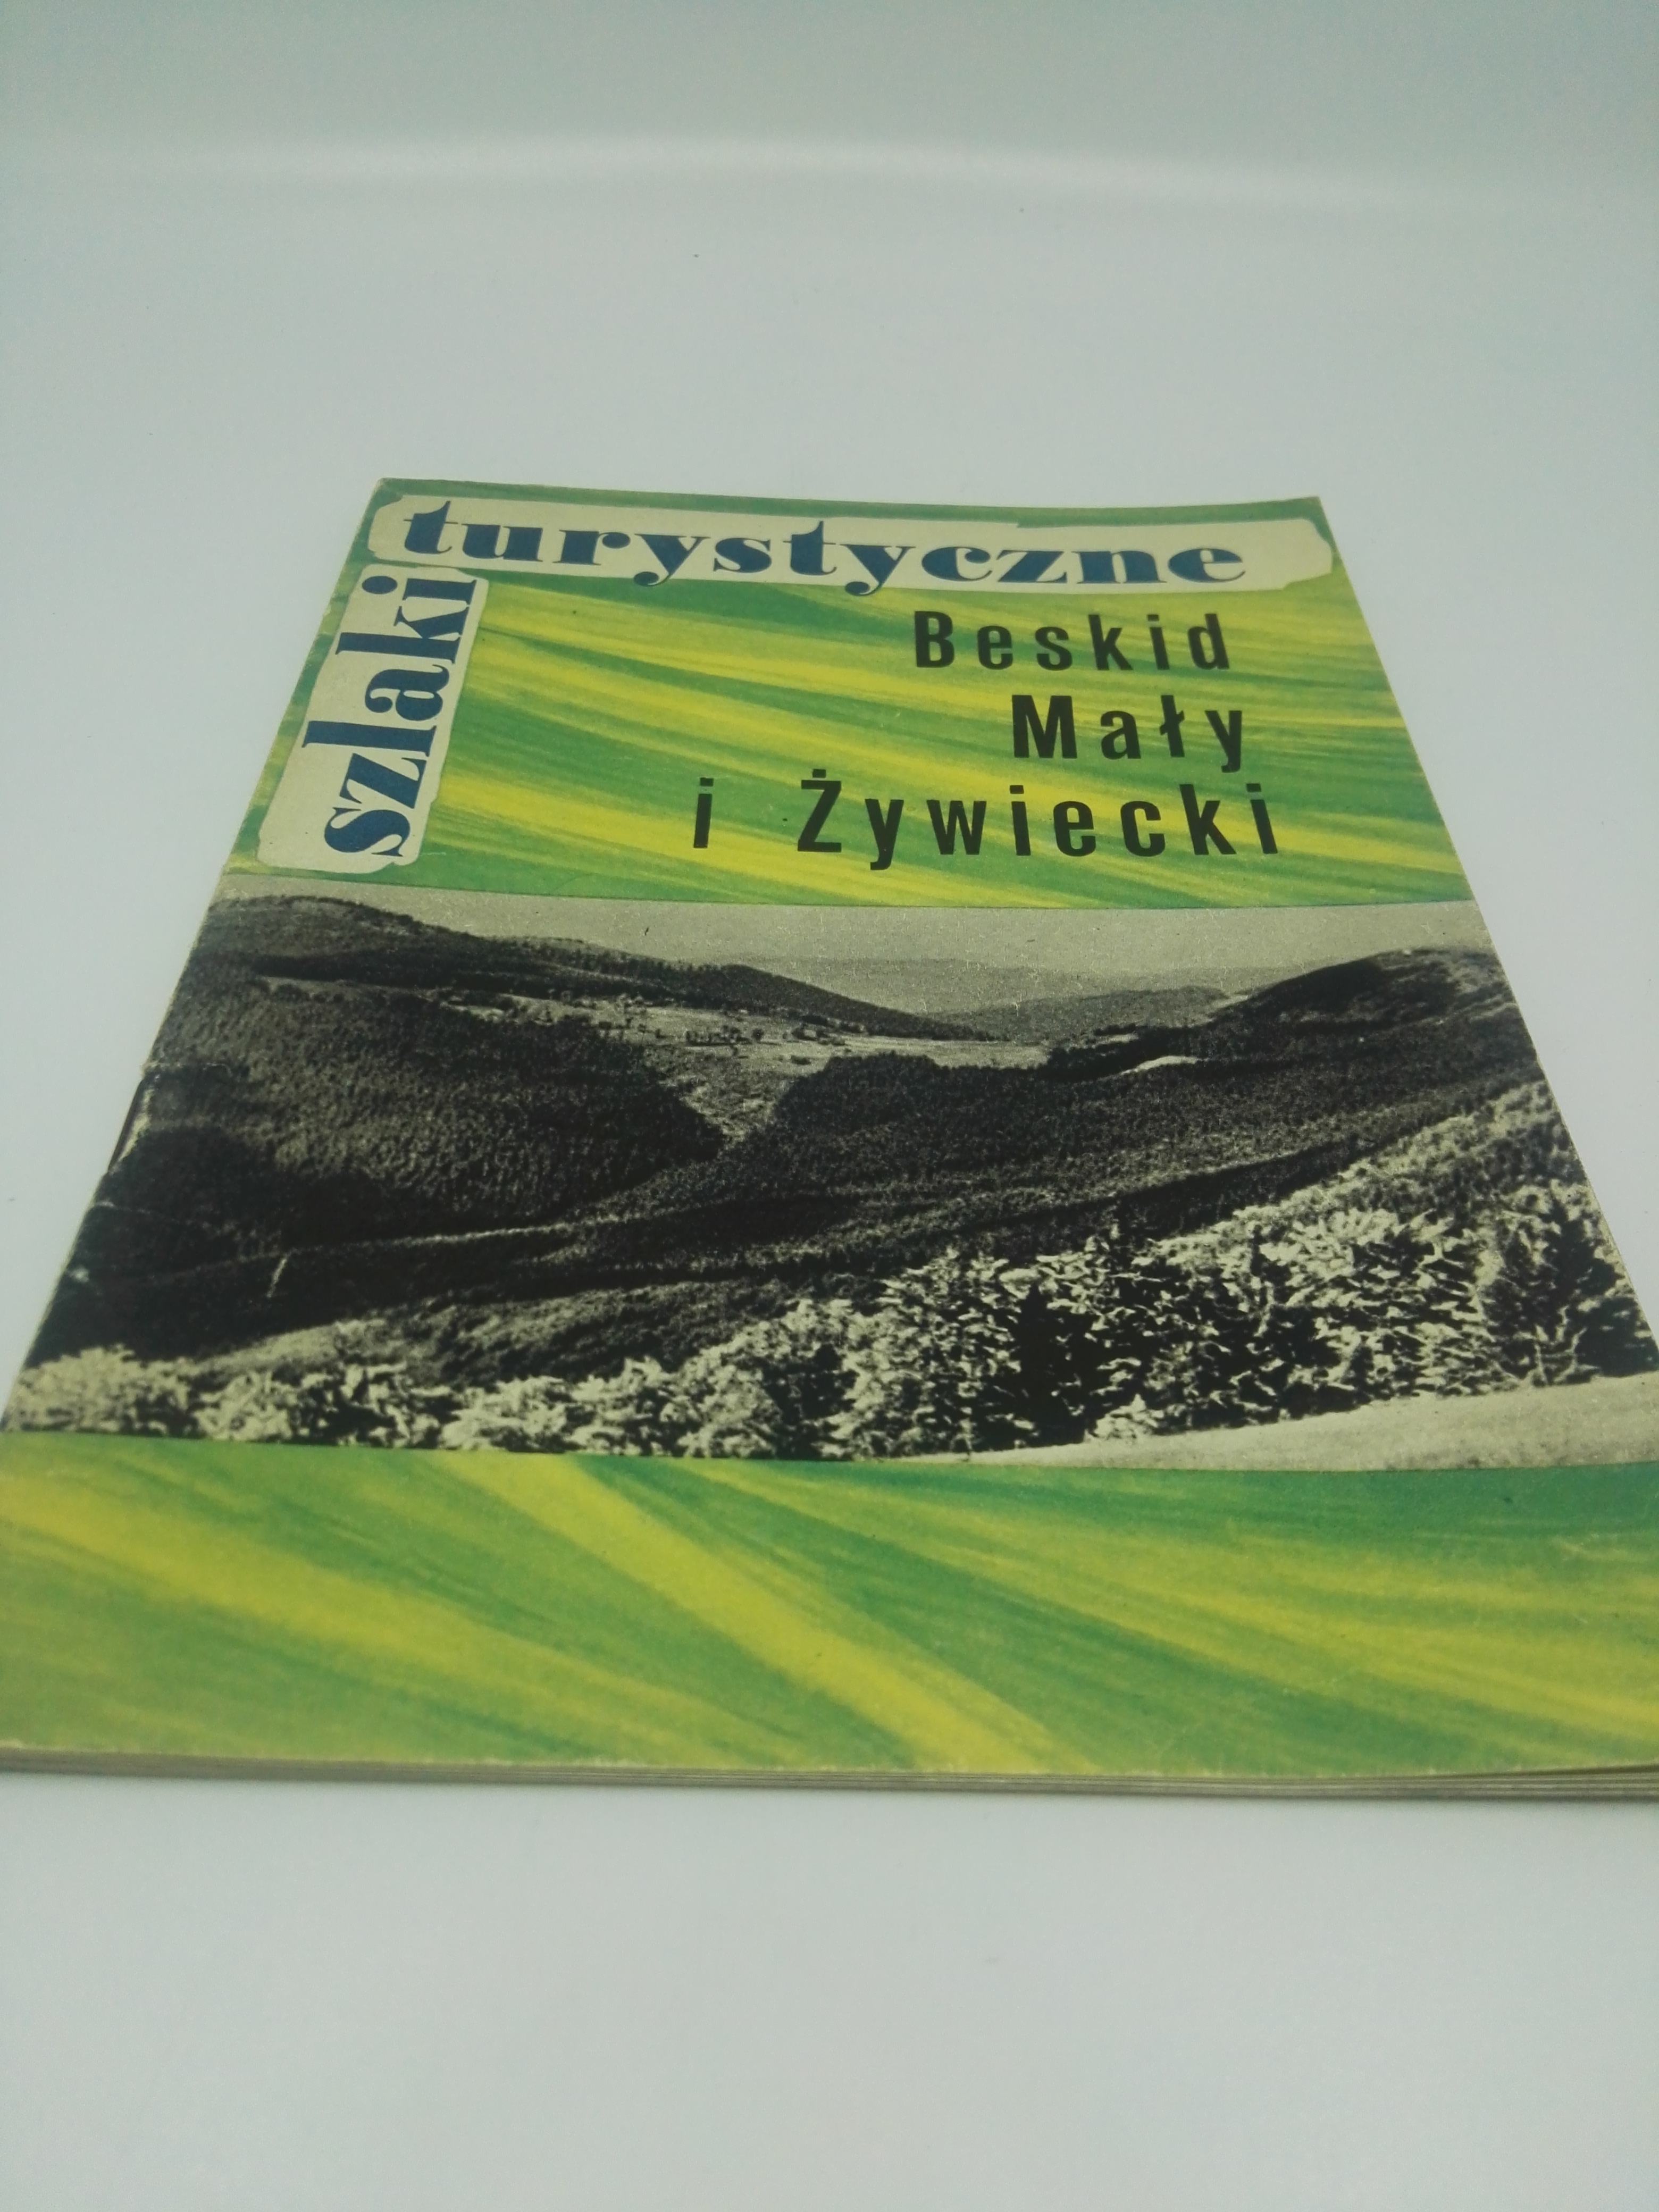 szlaki
turystyczne
Beskid
Mały
i Żywiecki